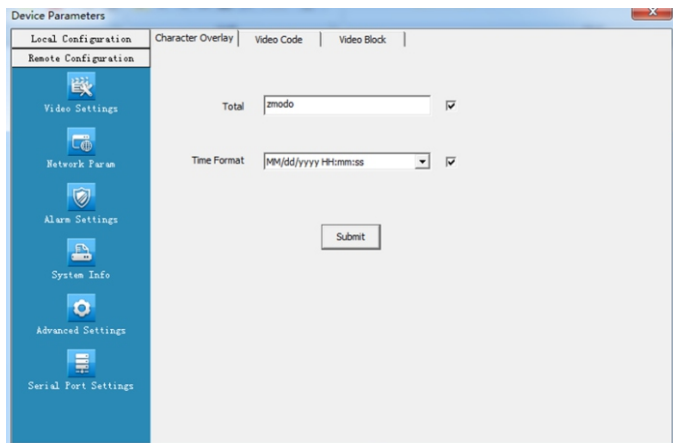 Device Parameters
Local Configuration
Remote Configuration
Video Settings
Network Param
Alarm Settings
System Info
Advanced Settings
Serial Port Settings
Character Overlay
Video Code
Video Block
Total
zmodo
Time Format
MM/dd/yyyy HH:mm:ss
Submit